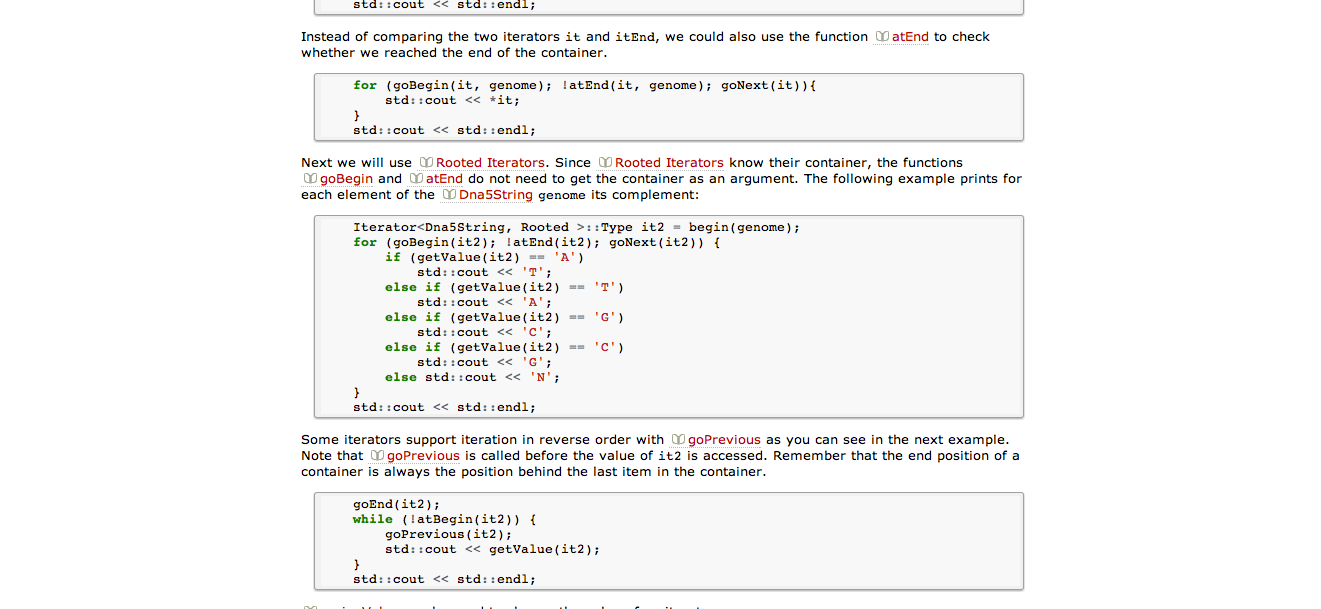 std::cout << std::endl;
Instead of comparing the two iterators it and itEnd, we could also use the function atEnd to check
whether we reached the end of the container.
for (goBegin(it, genome); !atEnd(it, genome); goNext(it)){
std::cout << *it;
}
std::cout << std::endl;
Next we will use Rooted Iterators. Since Rooted Iterators know their container, the functions
goBegin and atEnd do not need to get the container as an argument. The following example prints for
each element of the Dna5String genome its complement:
Iterator<Dna5String, Rooted >::Type it2 = begin(genome);
for (goBegin(it2); !atEnd(it2); goNext(it2)) {
if (getValue(it2) == 'A')
std::cout << 'T';
else if (getValue(it2) == 'T')
std::cout << 'A';
else if (getValue(it2) == 'G')
std::cout << 'C';
else if (getValue(it2) == 'C')
std::cout << 'G';
else std::cout << 'N';
}
std::cout << std::endl;
Some iterators support iteration in reverse order with goPrevious as you can see in the next example.
Note that goPrevious is called before the value of it2 is accessed. Remember that the end position of a
container is always the position behind the last item in the container.
goEnd(it2);
while (!atBegin(it2)) {
goPrevious(it2);
std::cout << getValue(it2);
}
std::cout << std::endl;